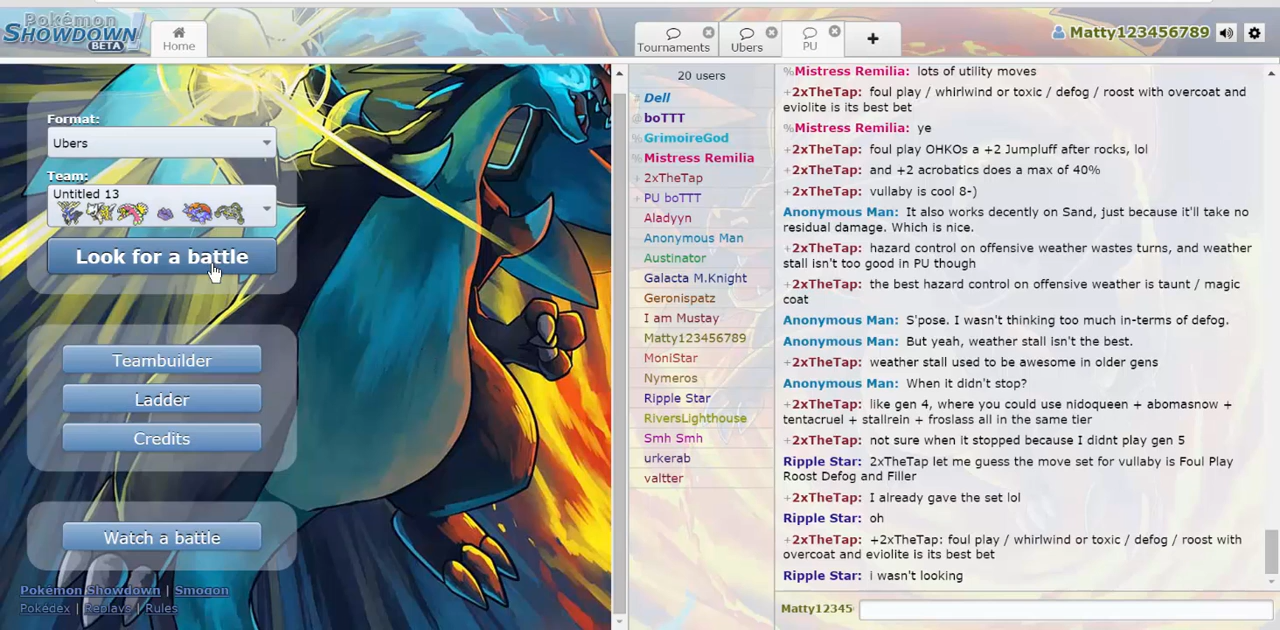 Pokémon
SHOWDOWN!
BETA
Home
Tournaments
Ubers
PU
+
Matty123456789
Format:
Ubers
Team:
Untitled 13
Look for a battle
Teambuilder
Ladder
Credits
Watch a battle
Pokémon Showdown | Smogon
Pokédex | Replays | Rules
20 users
# Dell
@ boTTT
% GrimoireGod
% Mistress Remilia
+ 2xTheTap
+ PU boTTT
Aladyyn
Anonymous Man
Austinator
Galacta M.Knight
Geronispatz
I am Mustay
Matty123456789
MoniStar
Nymeros
Ripple Star
RiversLighthouse
Smh Smh
urkerab
valtter
%Mistress Remilia: lots of utility moves
+2xTheTap: foul play / whirlwind or toxic / defog / roost with overcoat and
eviolite is its best bet
%Mistress Remilia: ye
+2xTheTap: foul play OHKOs a +2 Jumpluff after rocks, lol
+2xTheTap: and +2 acrobatics does a max of 40%
+2xTheTap: vullaby is cool 8-)
Anonymous Man: It also works decently on Sand, just because it'll take no
residual damage. Which is nice.
+2xTheTap: hazard control on offensive weather wastes turns, and weather
stall isn't too good in PU though
+2xTheTap: the best hazard control on offensive weather is taunt / magic
coat
Anonymous Man: S'pose. I wasn't thinking too much in-terms of defog.
Anonymous Man: But yeah, weather stall isn't the best.
+2xTheTap: weather stall used to be awesome in older gens
Anonymous Man: When it didn't stop?
+2xTheTap: like gen 4, where you could use nidoqueen + abomasnow +
tentacruel + stallrein + froslass all in the same tier
+2xTheTap: not sure when it stopped because I didnt play gen 5
Ripple Star: 2xTheTap let me guess the move set for vullaby is Foul Play
Roost Defog and Filler
+2xTheTap: I already gave the set lol
Ripple Star: oh
+2xTheTap: +2xTheTap: foul play / whirlwind or toxic / defog / roost with
overcoat and eviolite is its best bet
Ripple Star: i wasn't looking
Matty12345